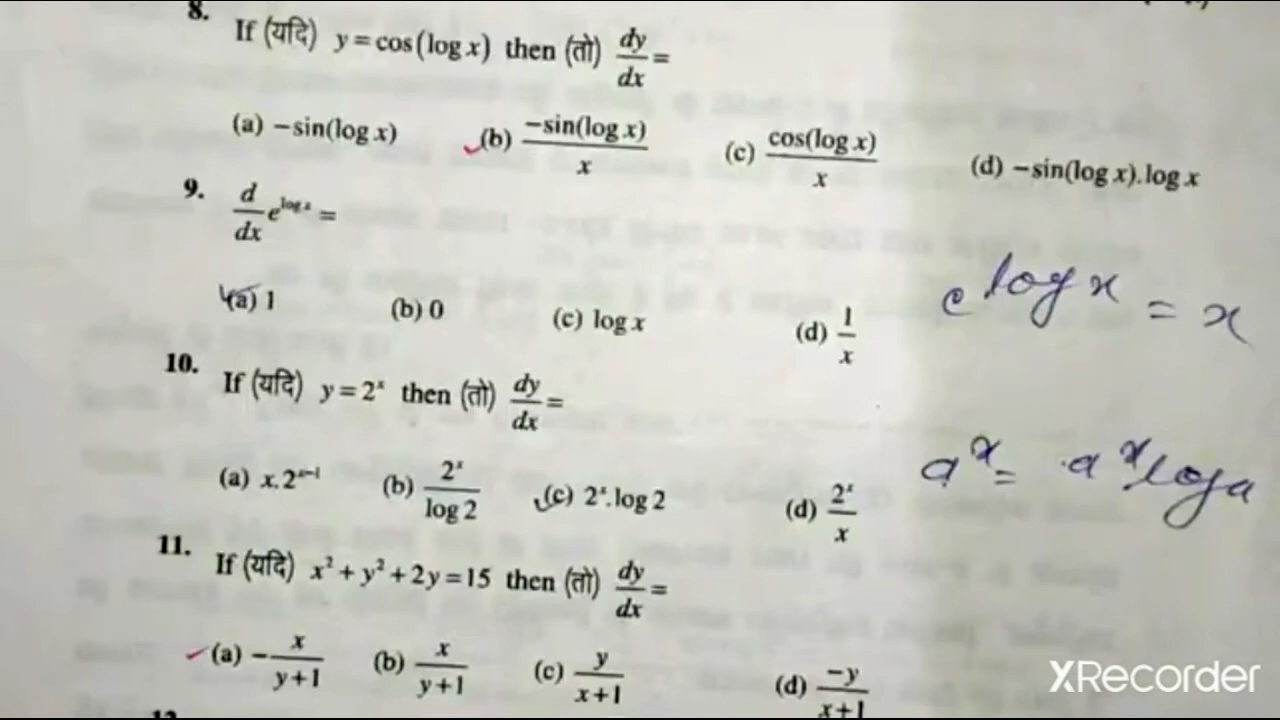 8.
If (यदि) y = cos(log x) then (तो) dy/dx =
(a) −sin(log x) (b) −sin(log x)/x (c) cos(log x)/x (d) −sin(log x).log x
9. d/dx e^(log x) =
(a) 1 (b) 0 (c) log x (d) 1/x
e^(log x) = x
10.
If (यदि) y = 2^x then (तो) dy/dx =
(a) x.2^(x−1) (b) 2^x/log 2 (c) 2^x.log 2 (d) 2^x/x
a^x = a^x log a
11.
If (यदि) x² + y² + 2y = 15 then (तो) dy/dx =
(a) −x/(y+1) (b) x/(y+1) (c) y/(x+1) (d) −y/(x+1)
XRecorder